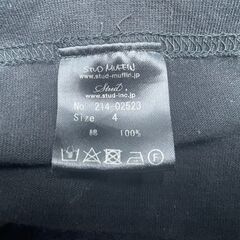 STUD MUFFIN
www.stud-muffin.jp
Stud.
www.stud-inc.jp
No 214-02523
Size 4
綿 100%